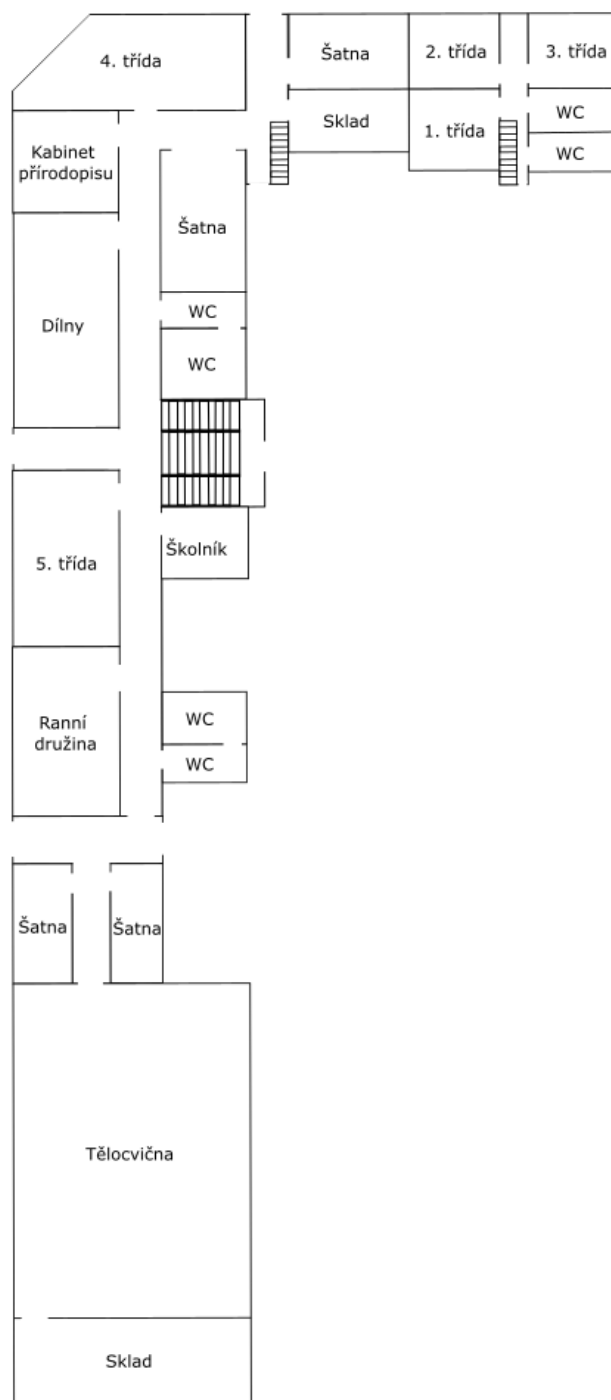 4. třída
Šatna
2. třída
3. třída
Sklad
1. třída
WC
WC
Kabinet
přírodopisu
Šatna
Dílny
WC
WC
5. třída
Školník
Ranní
družina
WC
WC
Šatna
Šatna
Tělocvična
Sklad